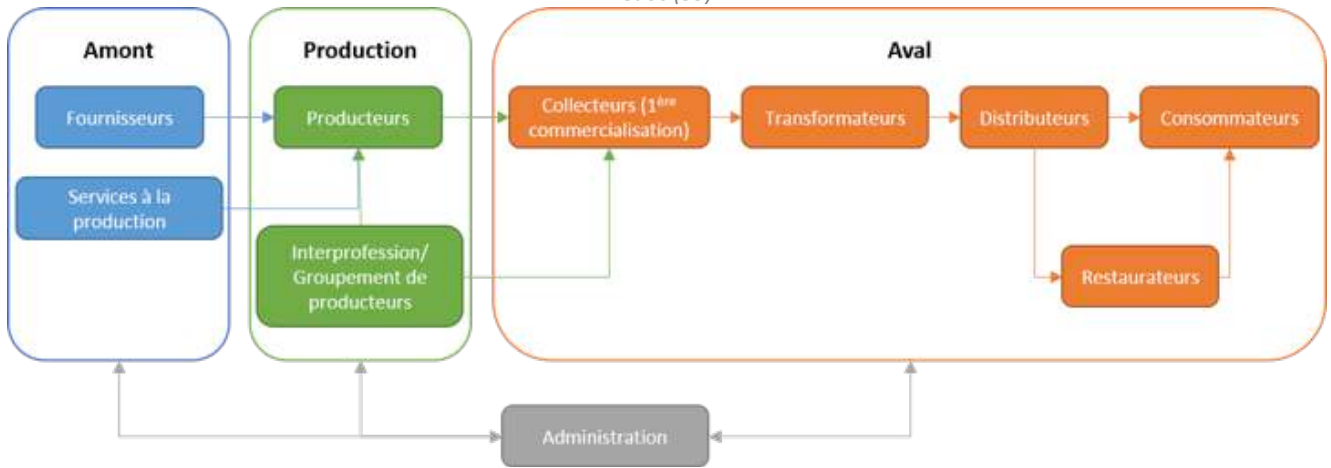 Amont
Production
Aval
Fournisseurs
Producteurs
Collecteurs (1ère
commercialisation)
Transformateurs
Distributeurs
Consommateurs
Services à la
production
Interprofession/
Groupement de
producteurs
Restaurateurs
Administration